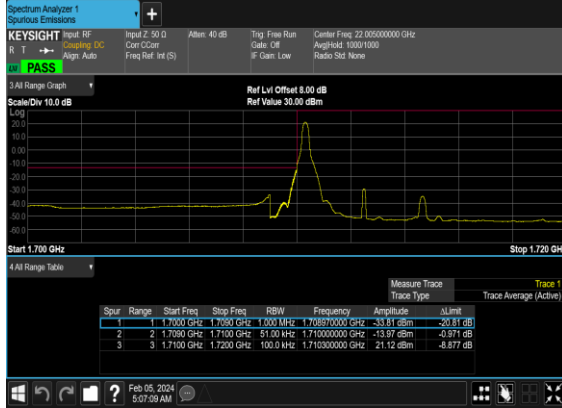 Spectrum Analyzer 1
Spurious Emissions
+
KEYSIGHT Input: RF Input Z: 50 Ω Atten: 40 dB Trig: Free Run Center Freq: 22.005000000 GHz
R T Coupling: DC Corr CCorr Gate: Off Avg|Hold: 1000/1000
Align: Auto Freq Ref: Int (S) IF Gain: Low Radio Std: None
LXI PASS
3 All Range Graph
Ref Lvl Offset 8.00 dB
Scale/Div 10.0 dB Ref Value 30.00 dBm
Log
20.0
10.0
0.00
-10.0
-20.0
-30.0
-40.0
-50.0
-60.0
Start 1.700 GHz Stop 1.720 GH
4 All Range Table
Measure Trace Trace 1
Trace Type Trace Average (Active)
Spur Range Start Freq Stop Freq RBW Frequency Amplitude ΔLimit
1 1 1.7000 GHz 1.7090 GHz 1.000 MHz 1.708970000 GHz -33.81 dBm -20.81 dB
2 2 1.7090 GHz 1.7100 GHz 51.00 kHz 1.710000000 GHz -13.97 dBm -0.971 dB
3 3 1.7100 GHz 1.7200 GHz 100.0 kHz 1.710300000 GHz 21.12 dBm -8.877 dB
? Feb 05, 2024
5:07:09 AM